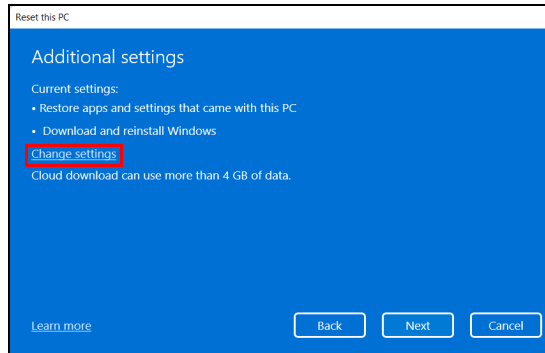 Reset this PC
Additional settings
Current settings:
• Restore apps and settings that came with this PC
• Download and reinstall Windows
Change settings
Cloud download can use more than 4 GB of data.
Learn more
Back
Next
Cancel